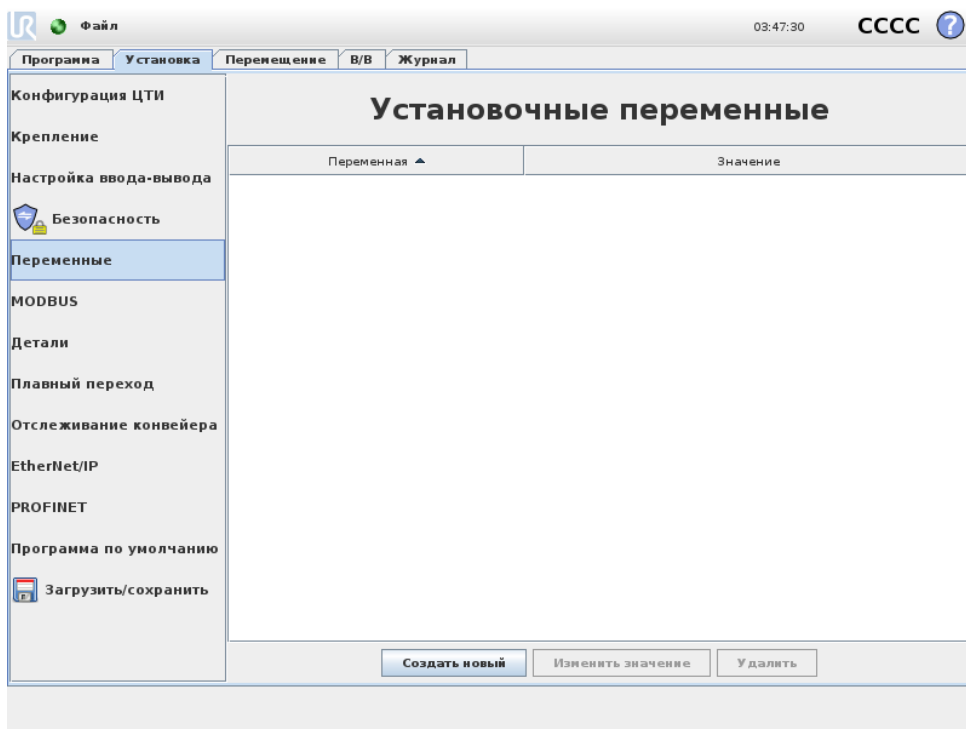 UR Файл 03:47:30 CCCC ?
Программа Установка Перемещение В/В Журнал
Конфигурация ЦТИ
Крепление
Настройка ввода-вывода
Безопасность
Переменные
MODBUS
Детали
Плавный переход
Отслеживание конвейера
EtherNet/IP
PROFINET
Программа по умолчанию
Загрузить/сохранить
Установочные переменные
Переменная Значение
Создать новый Изменить значение Удалить